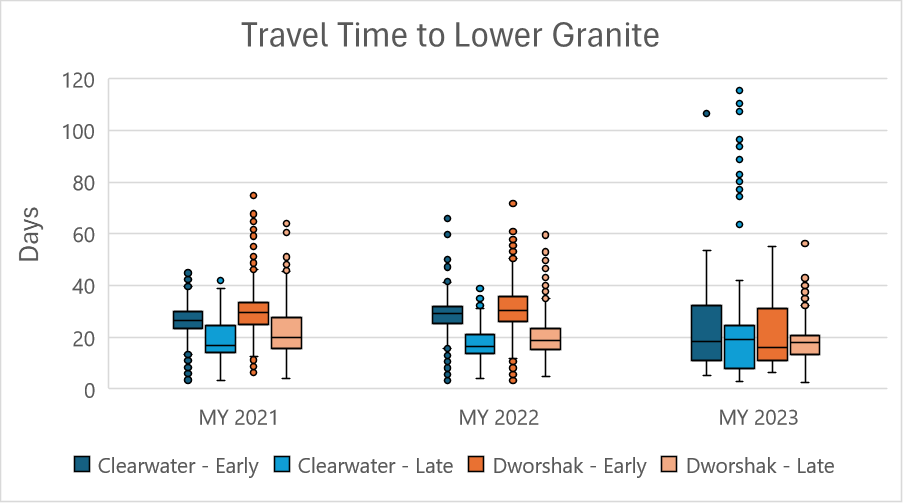 Travel Time to Lower Granite
120
100
80
60
40
20
0
Days
MY 2021 MY 2022 MY 2023
Clearwater - Early Clearwater - Late Dworshak - Early Dworshak - Late